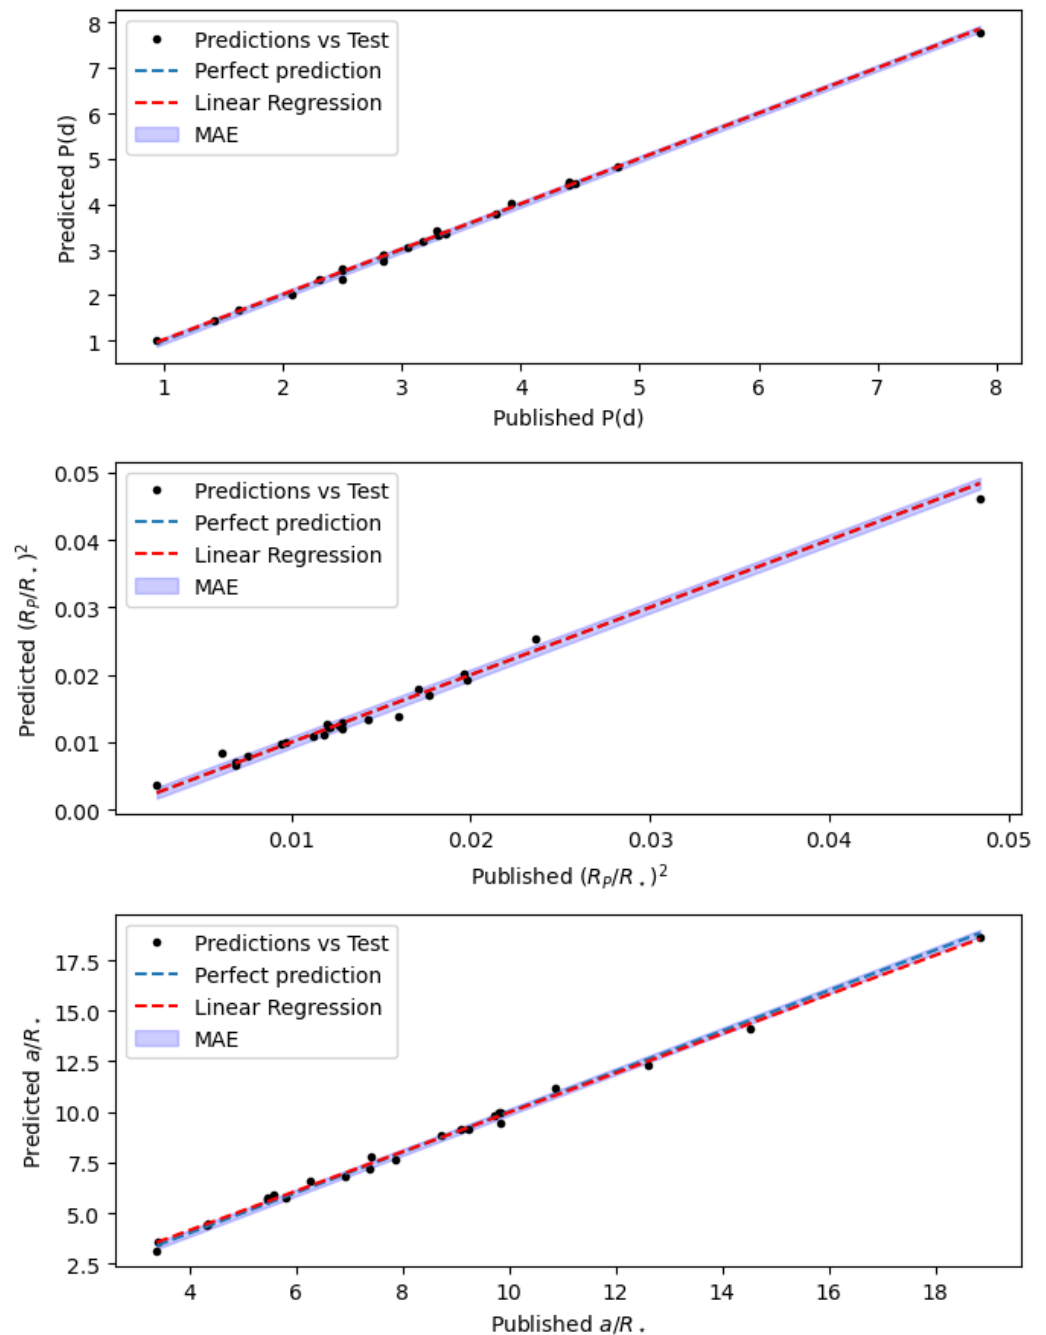 Predictions vs Test
Perfect prediction
Linear Regression
MAE
8
7
6
5
4
3
2
1
Predicted P(d)
1 2 3 4 5 6 7 8
Published P(d)
Predictions vs Test
Perfect prediction
Linear Regression
MAE
0.05
0.04
0.03
0.02
0.01
0.00
Predicted (R_P/R_⋆)²
0.01 0.02 0.03 0.04 0.05
Published (R_P/R_⋆)²
Predictions vs Test
Perfect prediction
Linear Regression
MAE
17.5
15.0
12.5
10.0
7.5
5.0
2.5
Predicted a/R_⋆
4 6 8 10 12 14 16 18
Published a/R_⋆